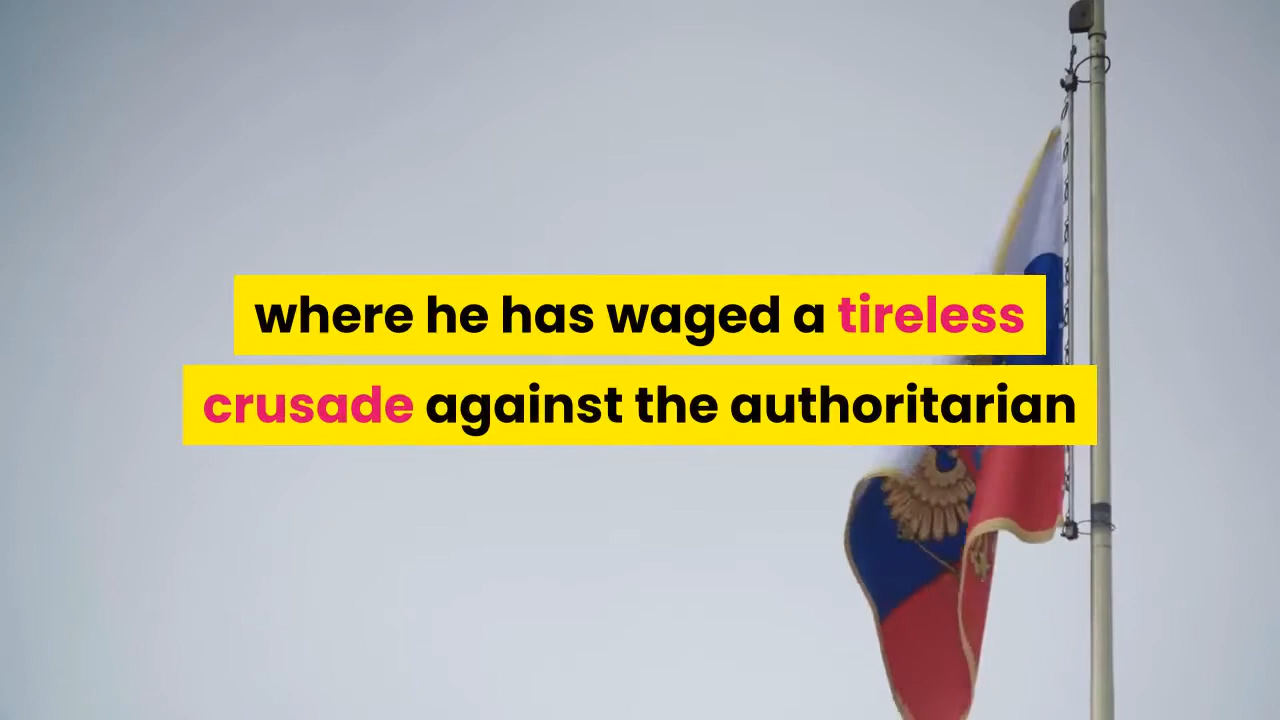 where he has waged a tireless
crusade against the authoritarian